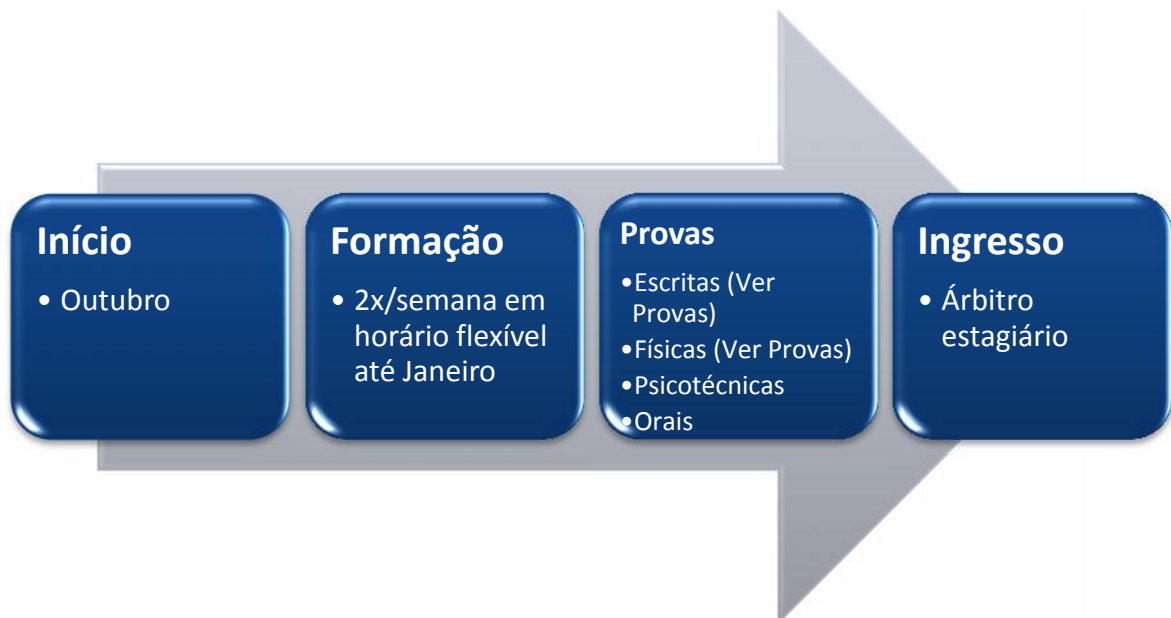 Início
• Outubro
Formação
• 2x/semana em
horário flexível
até Janeiro
Provas
•Escritas (Ver
Provas)
•Físicas (Ver Provas)
•Psicotécnicas
•Orais
Ingresso
• Árbitro
estagiário